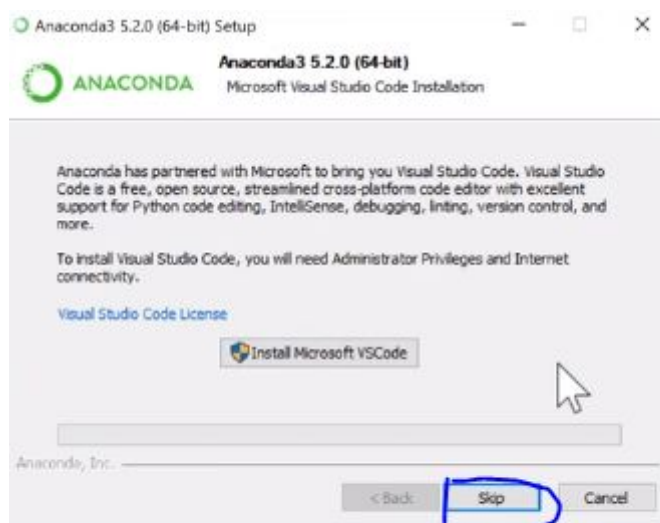 Anaconda3 5.2.0 (64-bit) Setup
Anaconda3 5.2.0 (64-bit)
ANACONDA
Microsoft Visual Studio Code Installation
Anaconda has partnered with Microsoft to bring you Visual Studio Code. Visual Studio
Code is a free, open source, streamlined cross-platform code editor with excellent
support for Python code editing, IntelliSense, debugging, linting, version control, and
more.
To install Visual Studio Code, you will need Administrator Privileges and Internet
connectivity.
Visual Studio Code License
Install Microsoft VSCode
Anaconda, Inc.
< Back Skip Cancel